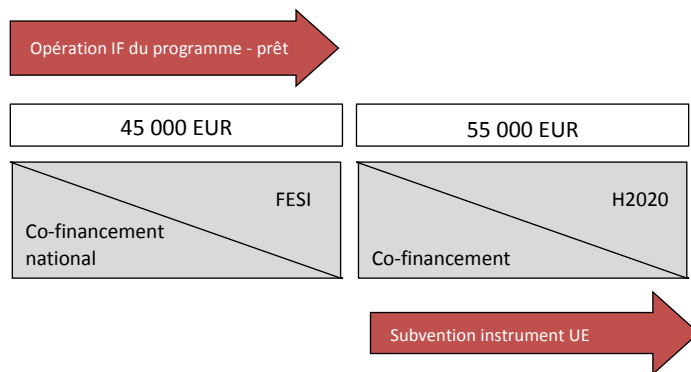 Opération IF du programme - prêt
45 000 EUR
55 000 EUR
FESI
Co-financement
national
H2020
Co-financement
Subvention instrument UE